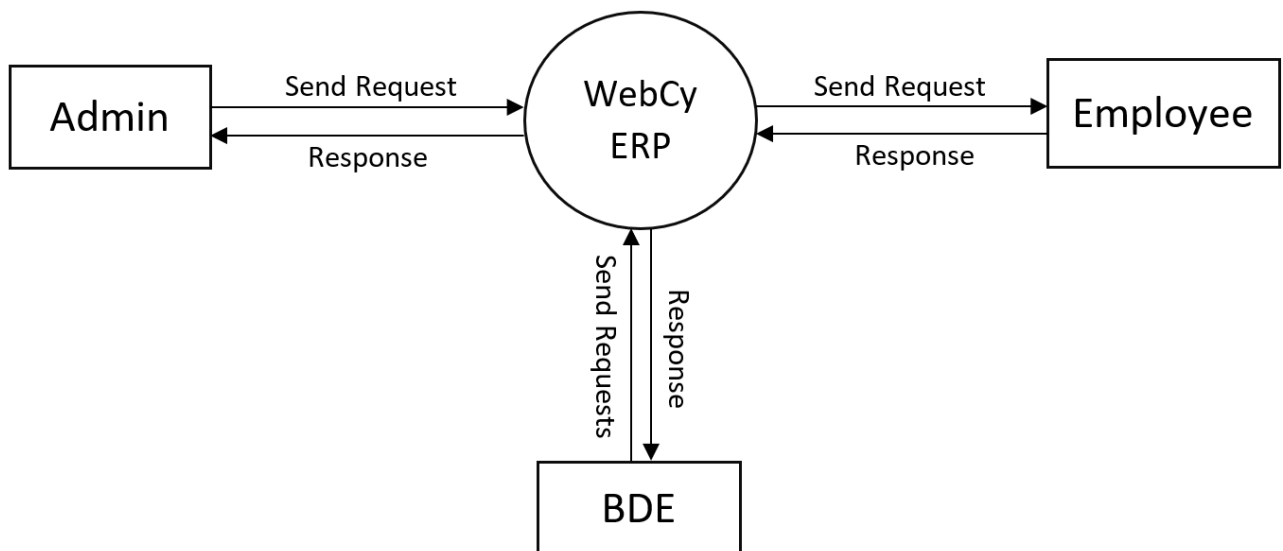 Admin
Send Request
Response
WebCy
ERP
Send Request
Response
Employee
Send Requests
Response
BDE